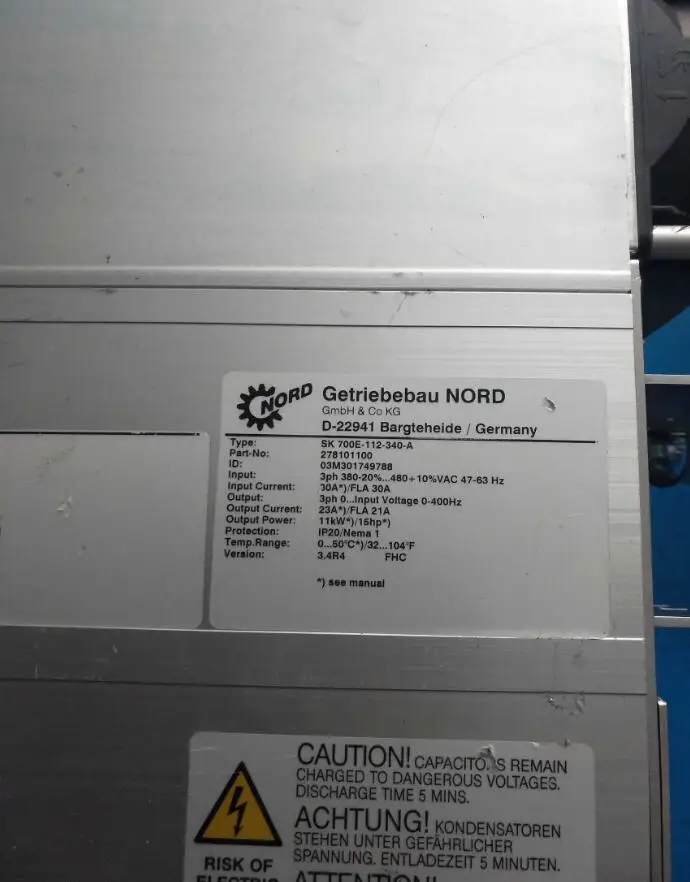 NORD
Getriebebau NORD
GmbH & Co KG
D-22941 Bargteheide / Germany
Type: SK 700E-112-340-A
Part-No: 278101100
ID: 03M301749788
Input: 3ph 380-20%...480+10%VAC 47-63 Hz
Input Current: 30A*)/FLA 30A
Output: 3ph 0...Input Voltage 0-400Hz
Output Current: 23A*)/FLA 21A
Output Power: 11kW*)/15hp*)
Protection: IP20/Nema 1
Temp.Range: 0...50°C*)/32...104°F
Version: 3.4R4 FHC
*) see manual
CAUTION! CAPACITO.S REMAIN
CHARGED TO DANGEROUS VOLTAGES.
DISCHARGE TIME 5 MINS.
ACHTUNG! KONDENSATOREN
STEHEN UNTER GEFÄHRLICHER
SPANNUNG. ENTLADEZEIT 5 MINUTEN.
RISK OF
ATTENTION!